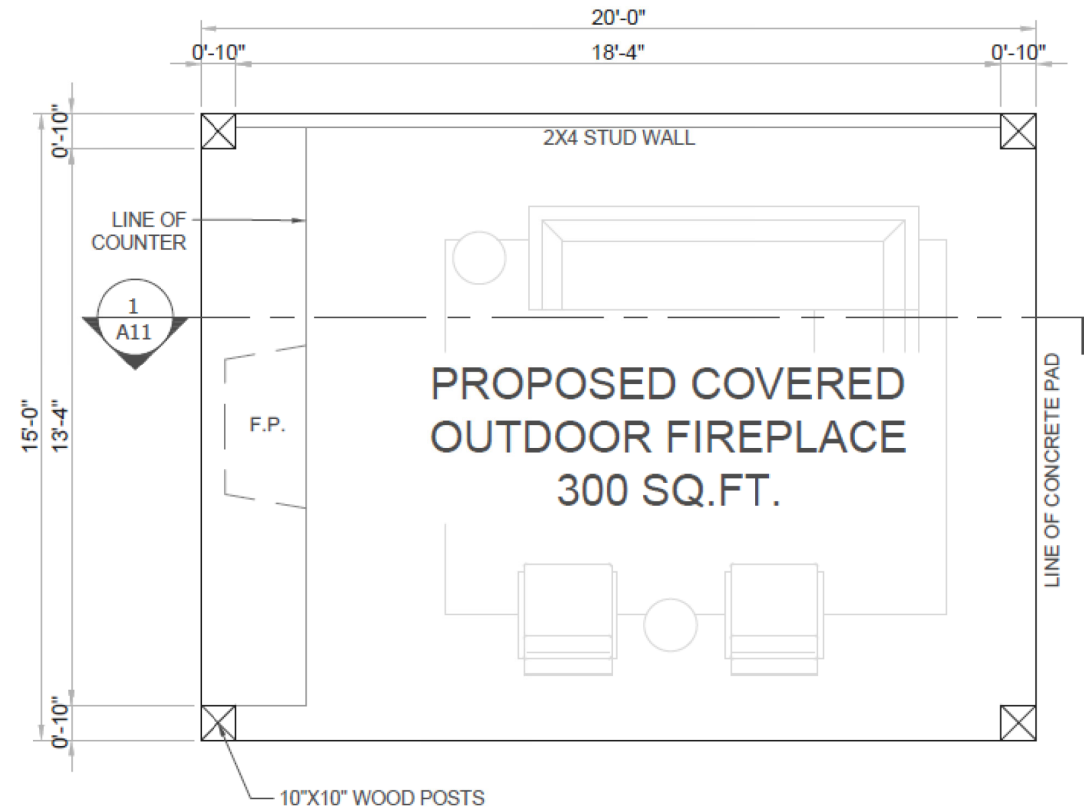 20'-0"
0'-10"
18'-4"
0'-10"
0'-10"
2X4 STUD WALL
LINE OF
COUNTER
1
A11
15'-0"
13'-4"
F.P.
PROPOSED COVERED
OUTDOOR FIREPLACE
300 SQ.FT.
LINE OF CONCRETE PAD
0'-10"
10"X10" WOOD POSTS